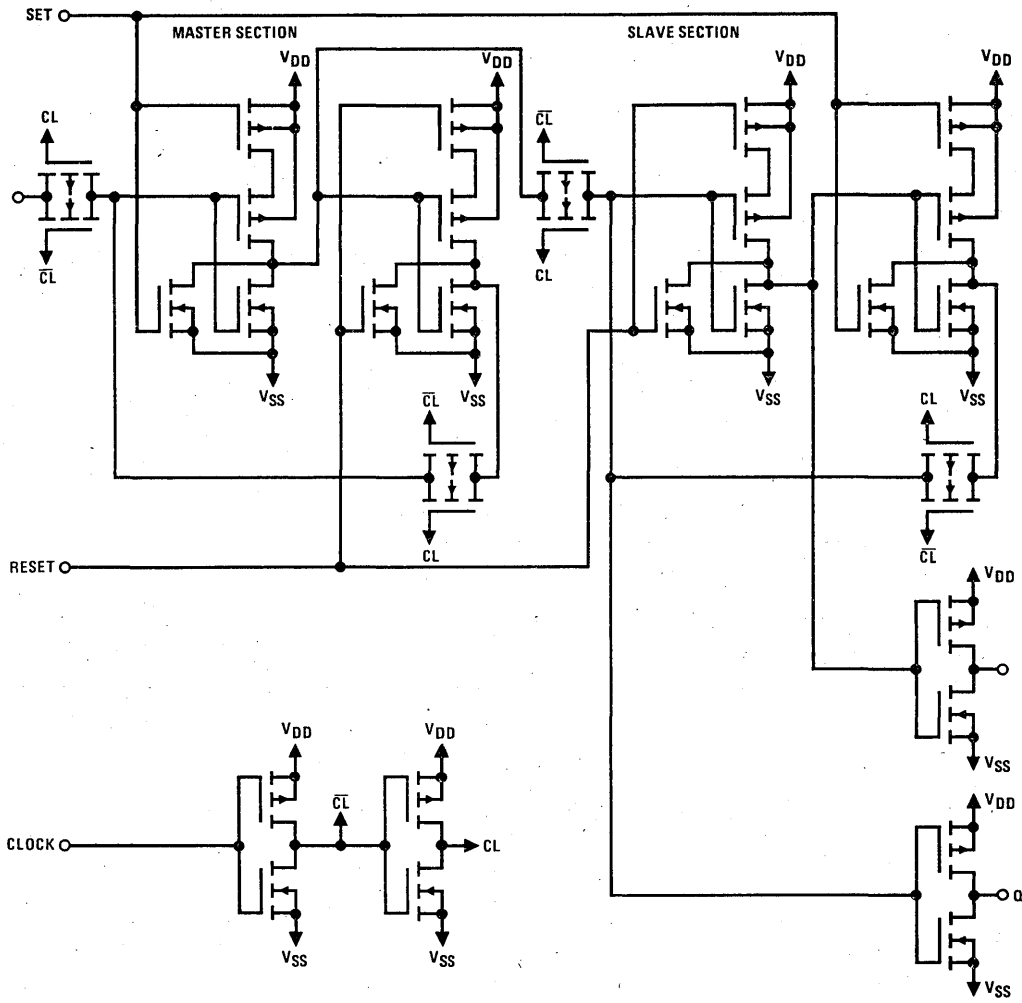 SET
MASTER SECTION
SLAVE SECTION
VDD
VDD
VDD
VDD
CL
CL
CL
CL
VSS
VSS
VSS
VSS
CL
CL
CL
CL
RESET
VDD
VSS
VDD
VDD
CL
CLOCK
CL
VSS
VSS
VDD
Q
VSS